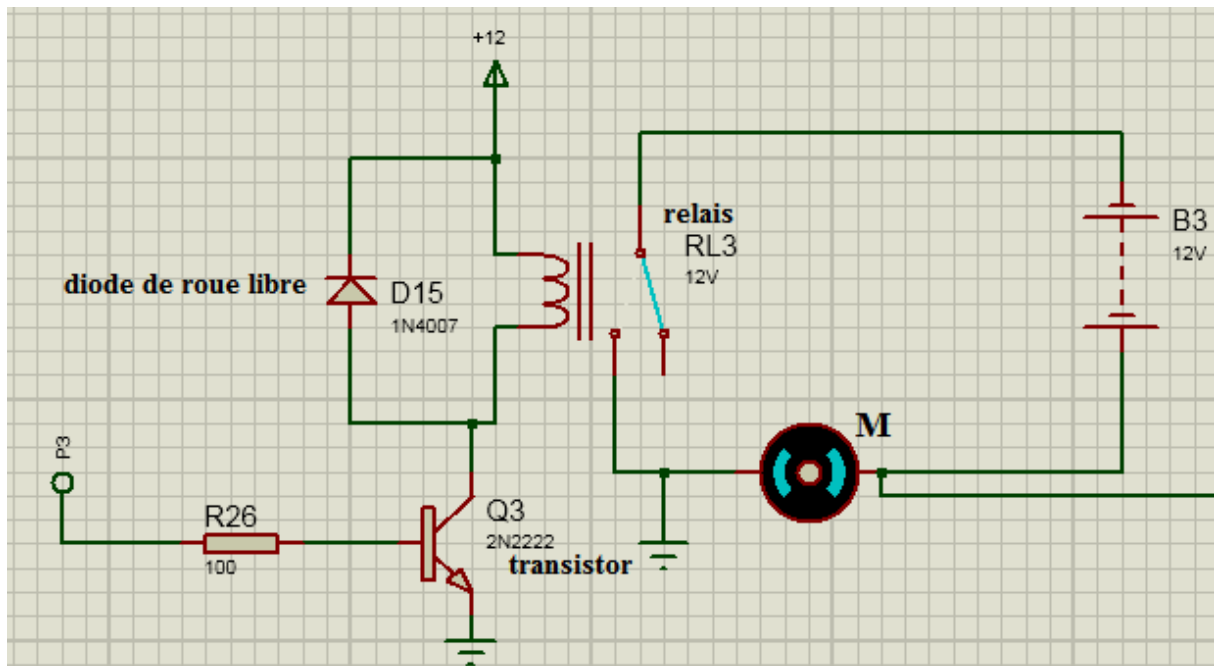 +12
relais
RL3
12V
B3
12V
diode de roue libre
D15
1N4007
M
P3
R26
100
Q3
2N2222
transistor